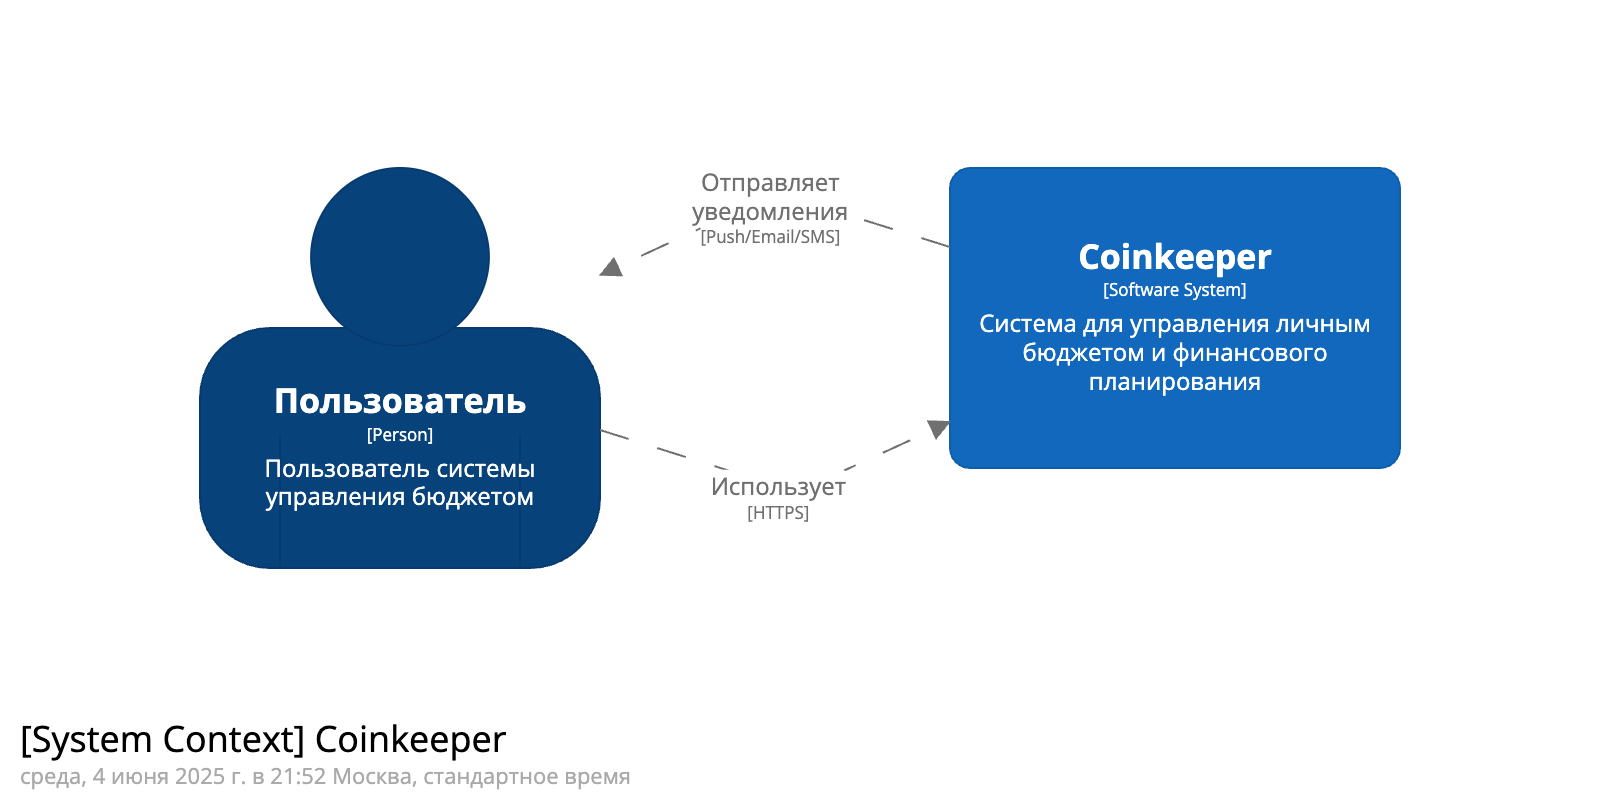 Отправляет
уведомления
[Push/Email/SMS]
Coinkeeper
[Software System]
Система для управления личным
бюджетом и финансового
планирования
Пользователь
[Person]
Пользователь системы
управления бюджетом
Использует
[HTTPS]
[System Context] Coinkeeper
среда, 4 июня 2025 г. в 21:52 Москва, стандартное время